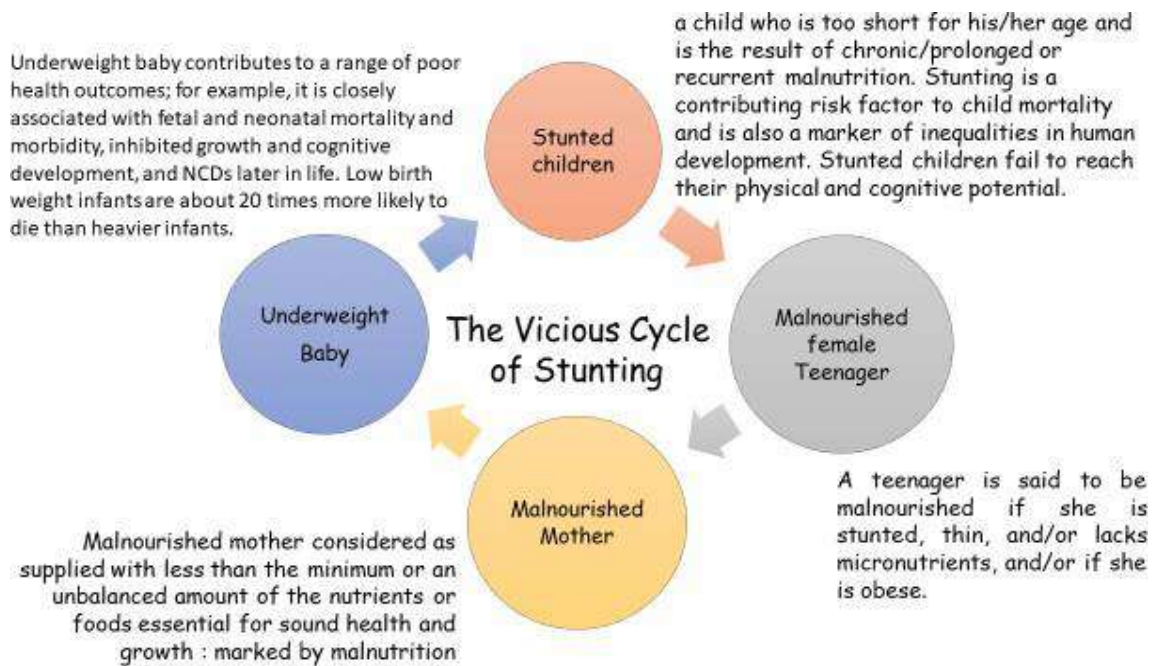 Underweight baby contributes to a range of poor
health outcomes; for example, it is closely
associated with fetal and neonatal mortality and
morbidity, inhibited growth and cognitive
development, and NCDs later in life. Low birth
weight infants are about 20 times more likely to
die than heavier infants.
a child who is too short for his/her age and
is the result of chronic/prolonged or
recurrent malnutrition. Stunting is a
contributing risk factor to child mortality
and is also a marker of inequalities in human
development. Stunted children fail to reach
their physical and cognitive potential.
Stunted
children
Underweight
Baby
The Vicious Cycle
of Stunting
Malnourished
female
Teenager
Malnourished
Mother
A teenager is said to be
malnourished if she is
stunted, thin, and/or lacks
micronutrients, and/or if she
is obese.
Malnourished mother considered as
supplied with less than the minimum or an
unbalanced amount of the nutrients or
foods essential for sound health and
growth : marked by malnutrition